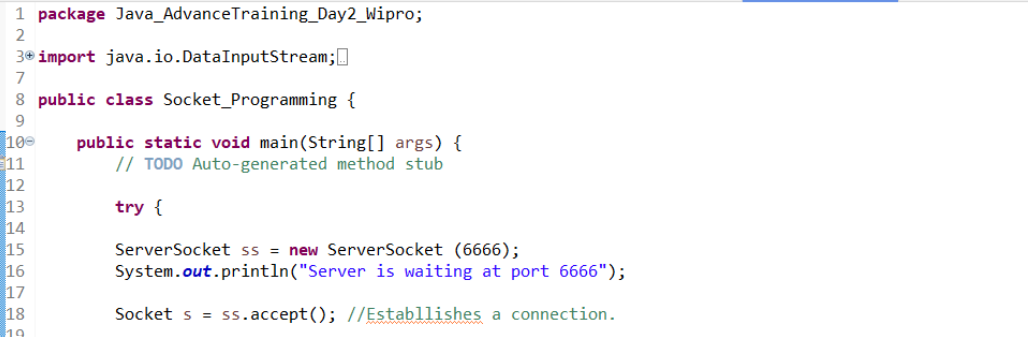 1 package Java_AdvanceTraining_Day2_Wipro;
2
3 import java.io.DataInputStream;
7
8 public class Socket_Programming {
9
10 public static void main(String[] args) {
11 // TODO Auto-generated method stub
12
13 try {
14
15 ServerSocket ss = new ServerSocket (6666);
16 System.out.println("Server is waiting at port 6666");
17
18 Socket s = ss.accept(); //Establlishes a connection.
19